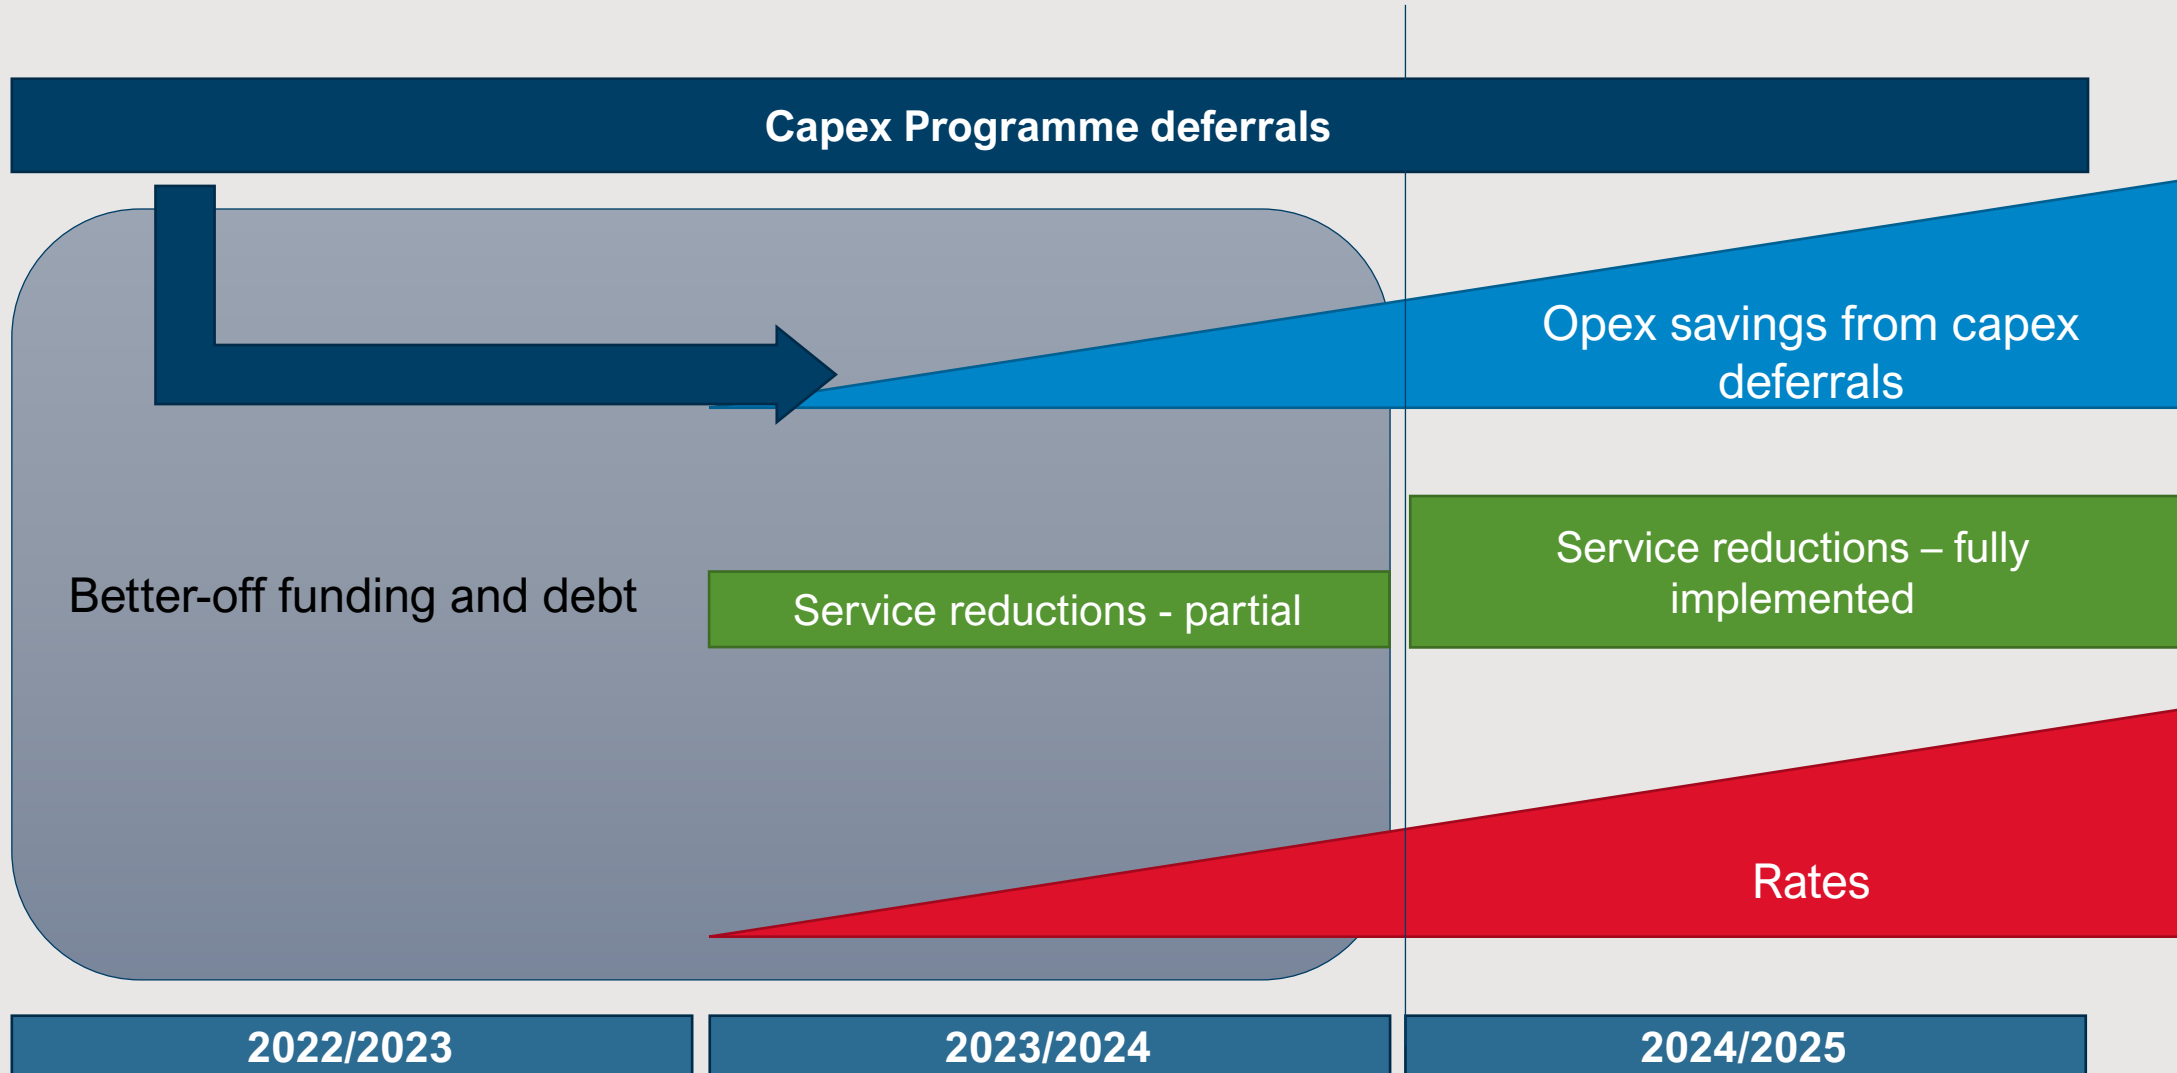 Capex Programme deferrals
Opex savings from capex
deferrals
Service reductions – fully
implemented
Better-off funding and debt
Service reductions - partial
Rates
2022/2023
2023/2024
2024/2025